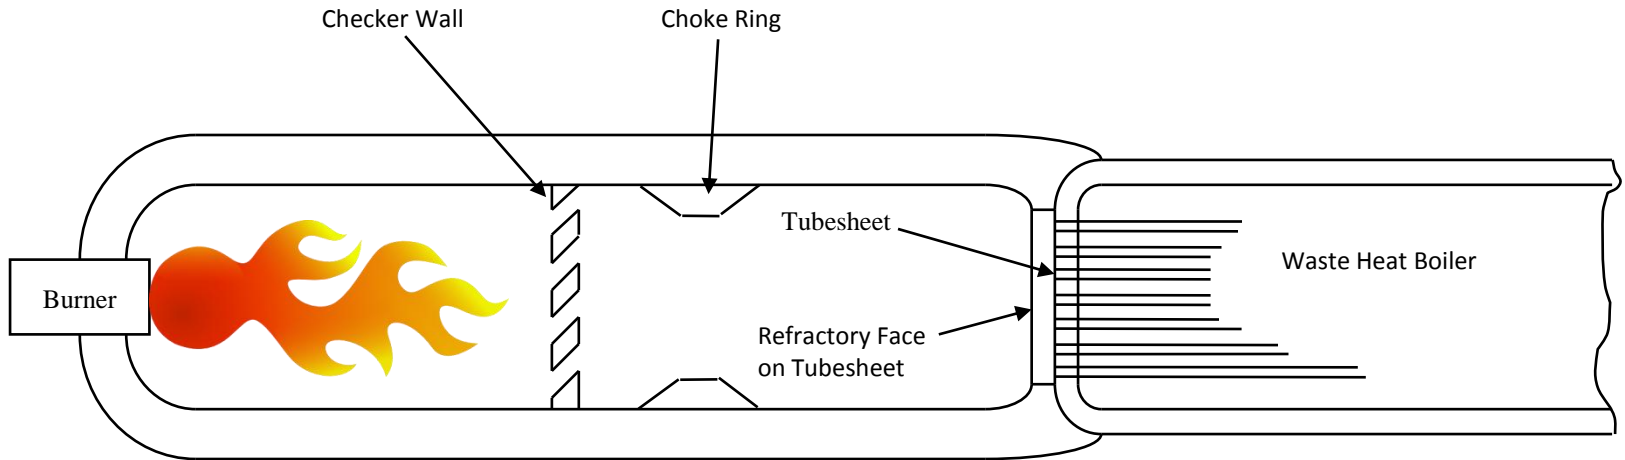 Checker Wall
Choke Ring
Tubesheet
Waste Heat Boiler
Burner
Refractory Face
on Tubesheet